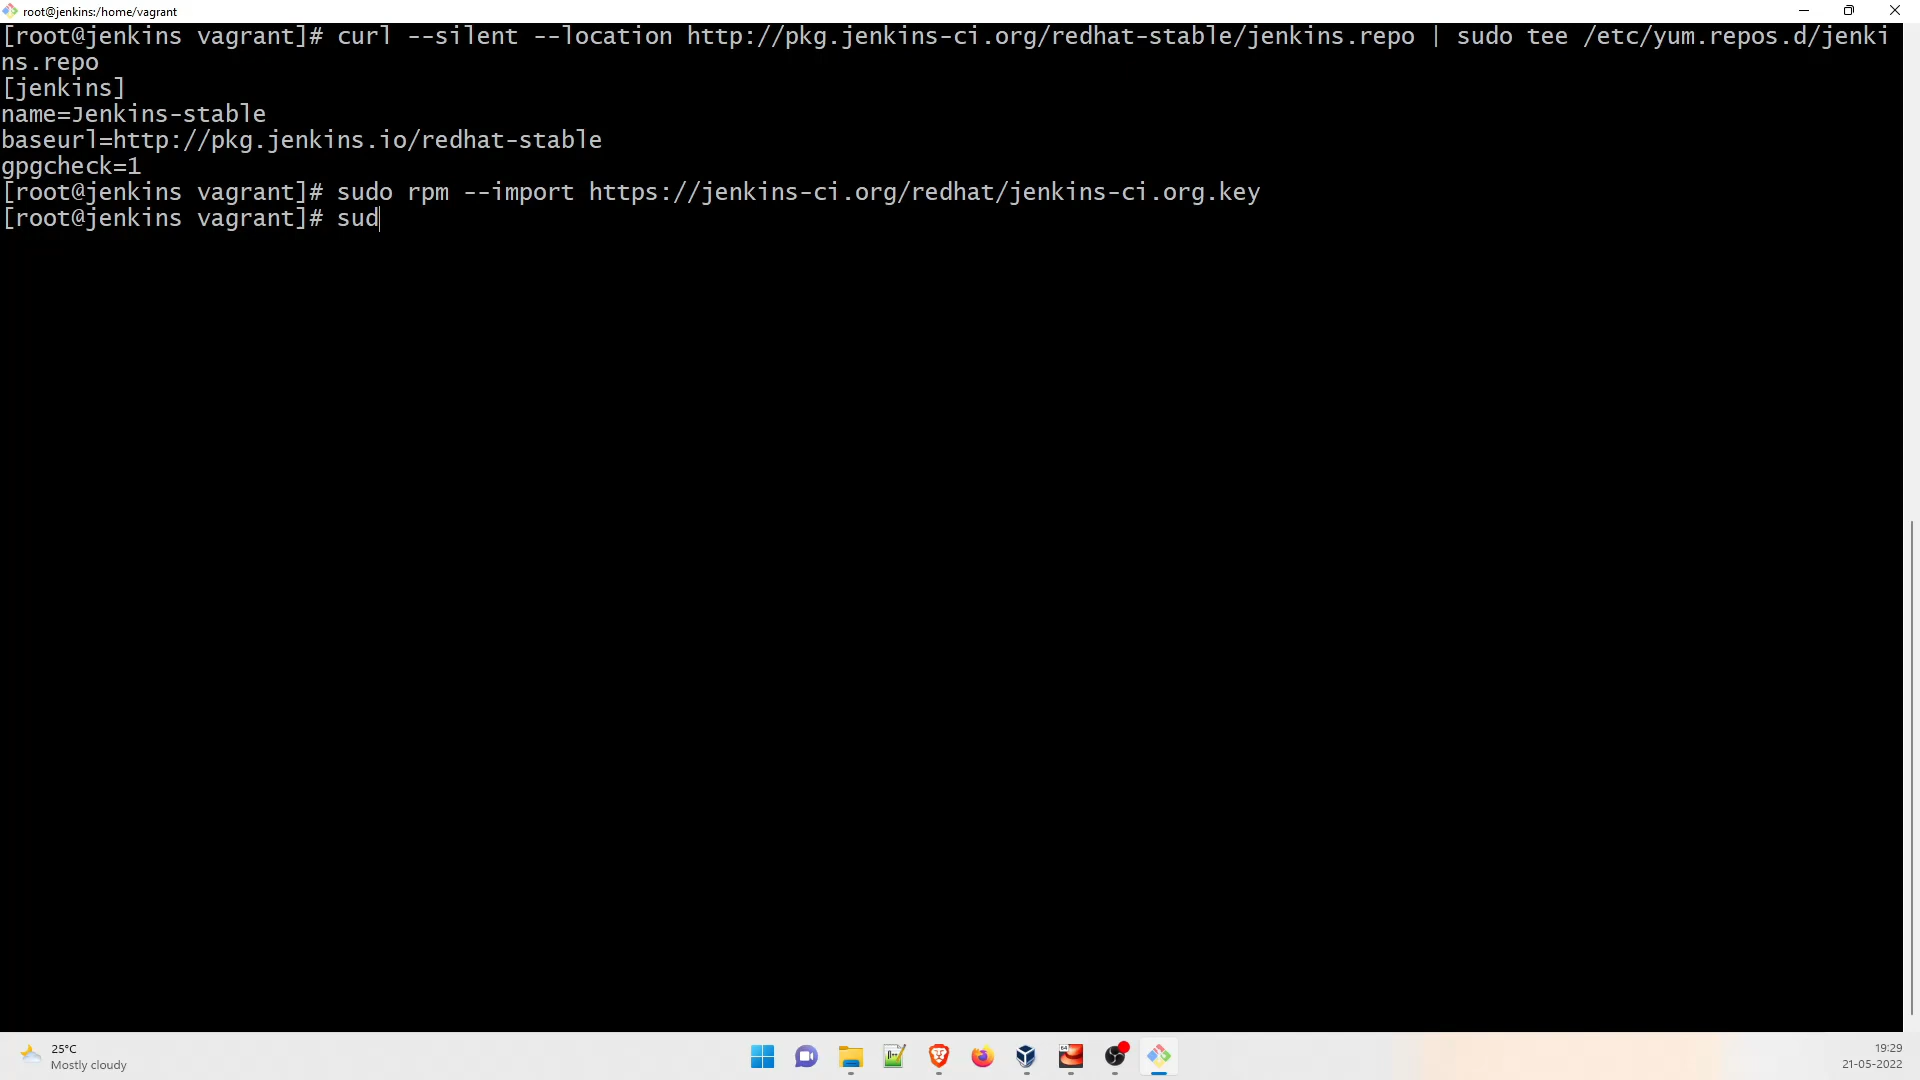 root@jenkins:/home/vagrant
[root@jenkins vagrant]# curl --silent --location http://pkg.jenkins-ci.org/redhat-stable/jenkins.repo | sudo tee /etc/yum.repos.d/jenki
ns.repo
[jenkins]
name=Jenkins-stable
baseurl=http://pkg.jenkins.io/redhat-stable
gpgcheck=1
[root@jenkins vagrant]# sudo rpm --import https://jenkins-ci.org/redhat/jenkins-ci.org.key
[root@jenkins vagrant]# sud
25°C
Mostly cloudy
64
19:29
21-05-2022